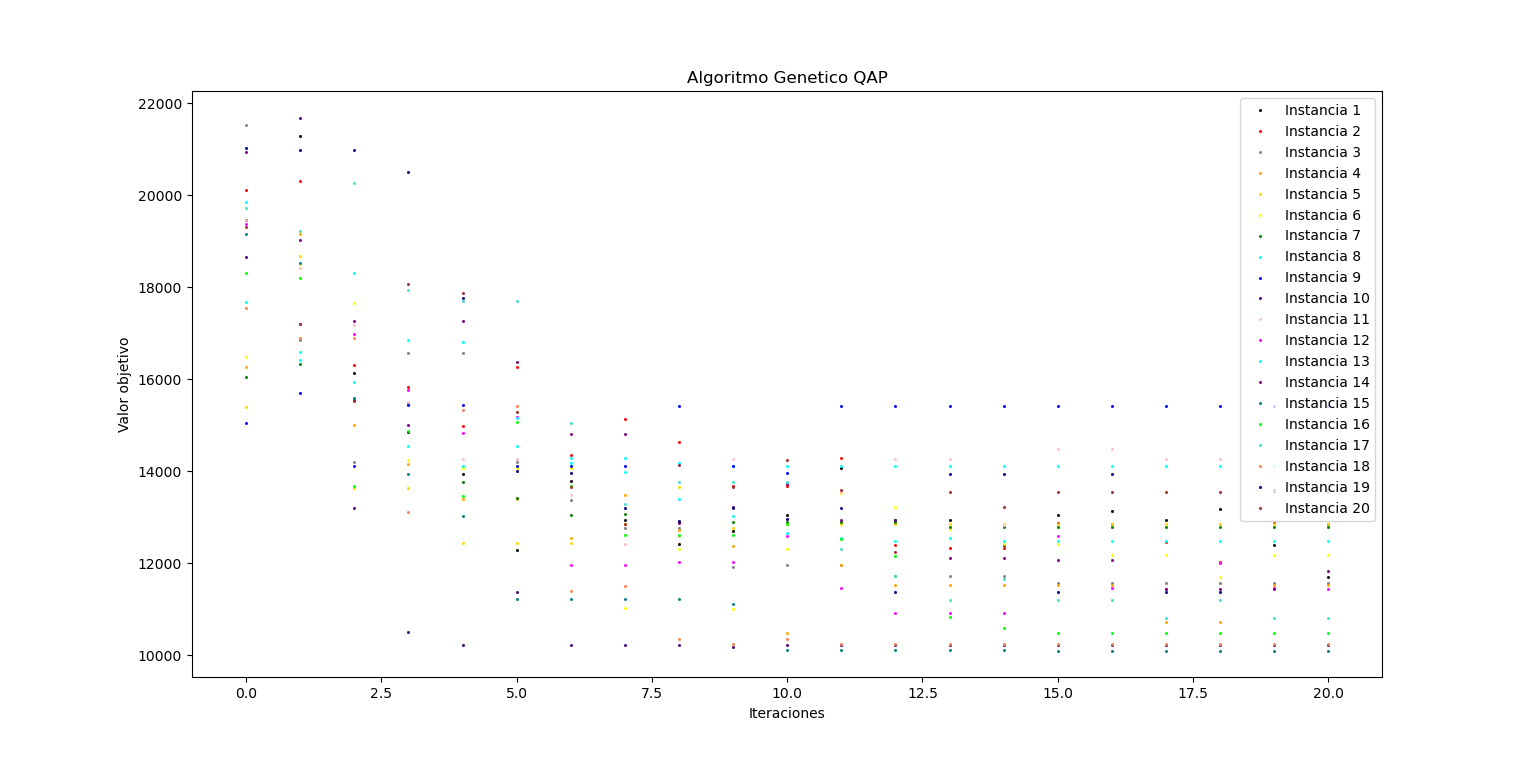 Algoritmo Genetico QAP
22000
20000
18000
16000
14000
12000
10000
Valor objetivo
0.0
2.5
5.0
7.5
10.0
12.5
15.0
17.5
20.0
Iteraciones
Instancia 1
Instancia 2
Instancia 3
Instancia 4
Instancia 5
Instancia 6
Instancia 7
Instancia 8
Instancia 9
Instancia 10
Instancia 11
Instancia 12
Instancia 13
Instancia 14
Instancia 15
Instancia 16
Instancia 17
Instancia 18
Instancia 19
Instancia 20